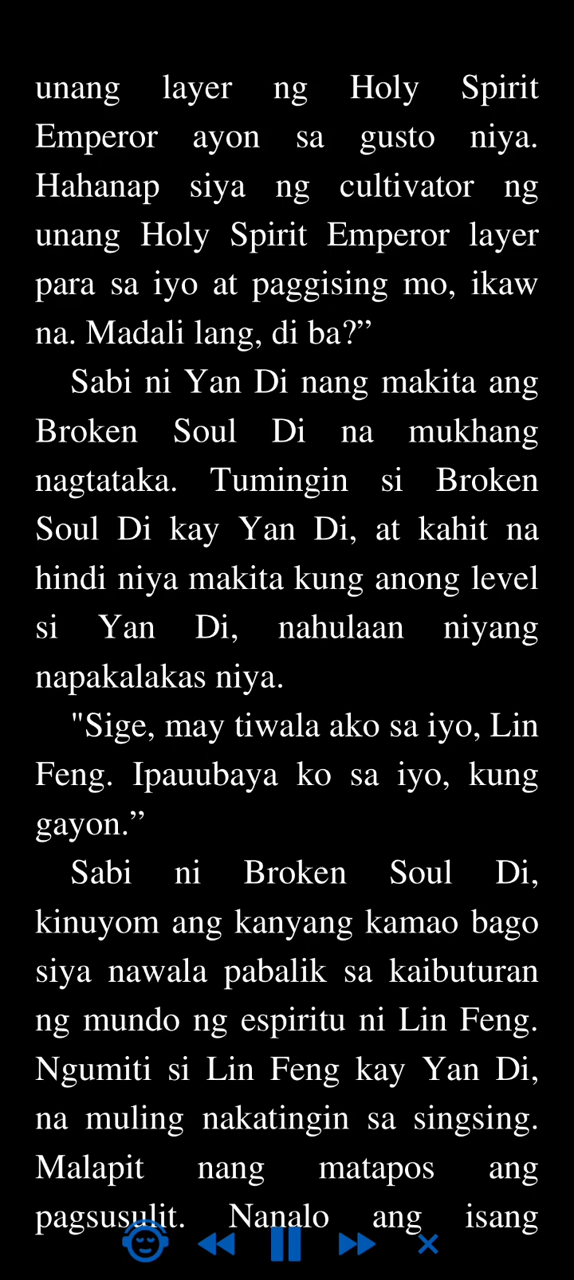 unang layer ng Holy Spirit
Emperor ayon sa gusto niya.
Hahanap siya ng cultivator ng
unang Holy Spirit Emperor layer
para sa iyo at paggising mo, ikaw
na. Madali lang, di ba?”
Sabi ni Yan Di nang makita ang
Broken Soul Di na mukhang
nagtataka. Tumingin si Broken
Soul Di kay Yan Di, at kahit na
hindi niya makita kung anong level
si Yan Di, nahulaan niyang
napakalakas niya.
"Sige, may tiwala ako sa iyo, Lin
Feng. Ipauubaya ko sa iyo, kung
gayon.”
Sabi ni Broken Soul Di,
kinuyom ang kanyang kamao bago
siya nawala pabalik sa kaibuturan
ng mundo ng espiritu ni Lin Feng.
Ngumiti si Lin Feng kay Yan Di,
na muling nakatingin sa singsing.
Malapit nang matapos ang
pagsusulit. Nanalo ang isang